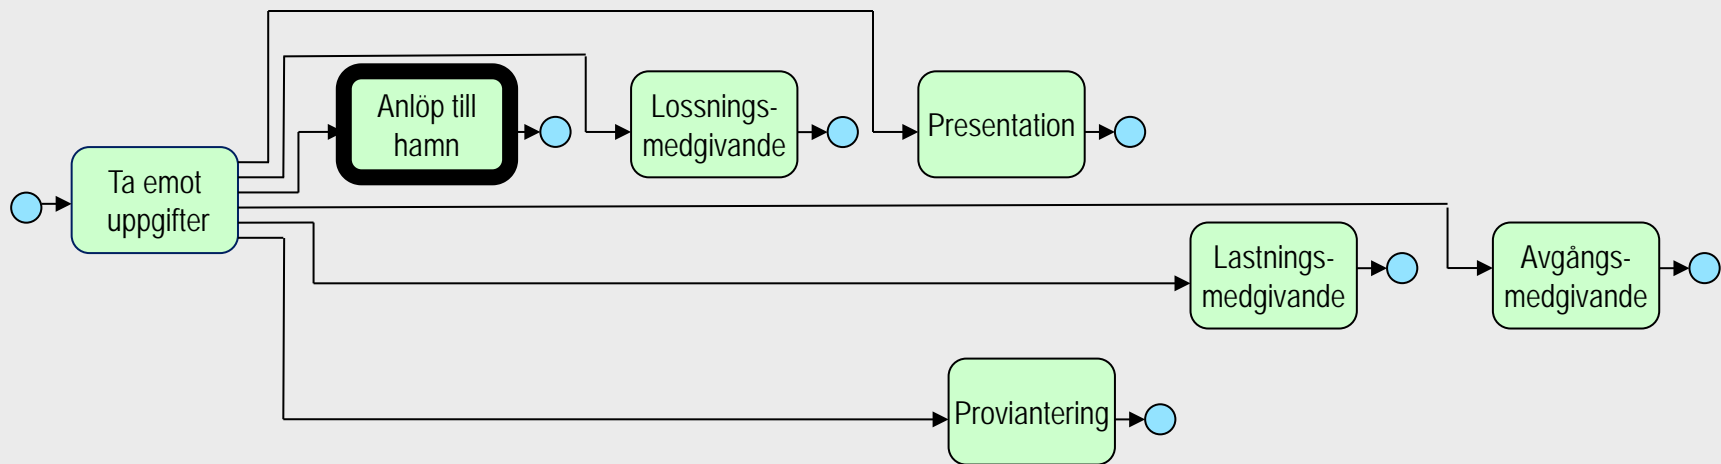 Anlöp till
hamn
Lossnings-
medgivande
Presentation
Ta emot
uppgifter
Lastnings-
medgivande
Avgångs-
medgivande
Proviantering